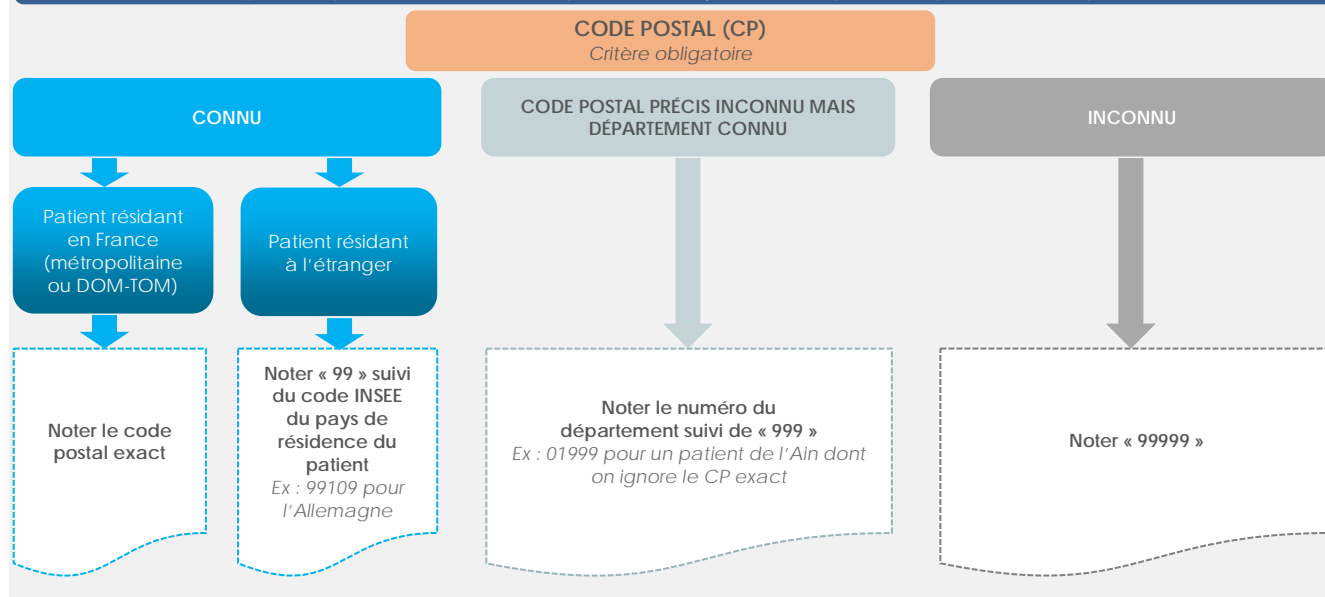 CODE POSTAL (CP)
Critère obligatoire
CONNU
CODE POSTAL PRÉCIS INCONNU MAIS
DÉPARTEMENT CONNU
INCONNU
Patient résidant
en France
(métropolitaine
ou DOM-TOM)
Patient résidant
à l'étranger
Noter le code
postal exact
Noter « 99 » suivi
du code INSEE
du pays de
résidence du
patient
Ex : 99109 pour
l'Allemagne
Noter le numéro du
département suivi de « 999 »
Ex : 01999 pour un patient de l'Ain dont
on ignore le CP exact
Noter « 99999 »